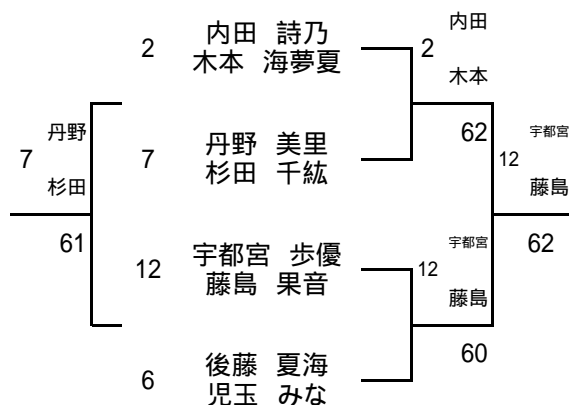 2
内田 詩乃
木本 海夢夏
7
丹野 美里
杉田 千紘
12
宇都宮 歩優
藤島 果音
6
後藤 夏海
児玉 みな
2
内田
木本
62
12
宇都宮
藤島
60
12
宇都宮
藤島
62
7
丹野
杉田
61